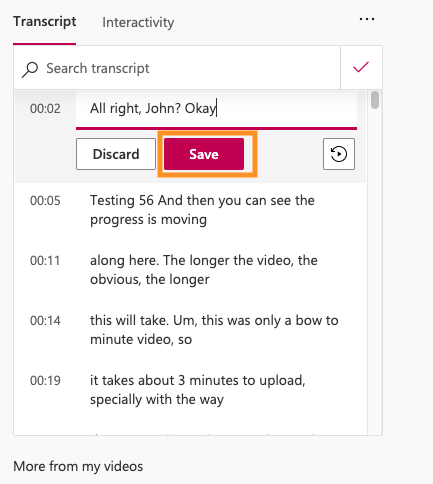 Transcript Interactivity ...
Search transcript
00:02 All right, John? Okay
Discard Save
00:05 Testing 56 And then you can see the
progress is moving
00:11 along here. The longer the video, the
obvious, the longer
00:14 this will take. Um, this was only a bow to
minute video, so
00:19 it takes about 3 minutes to upload,
specially with the way
More from my videos